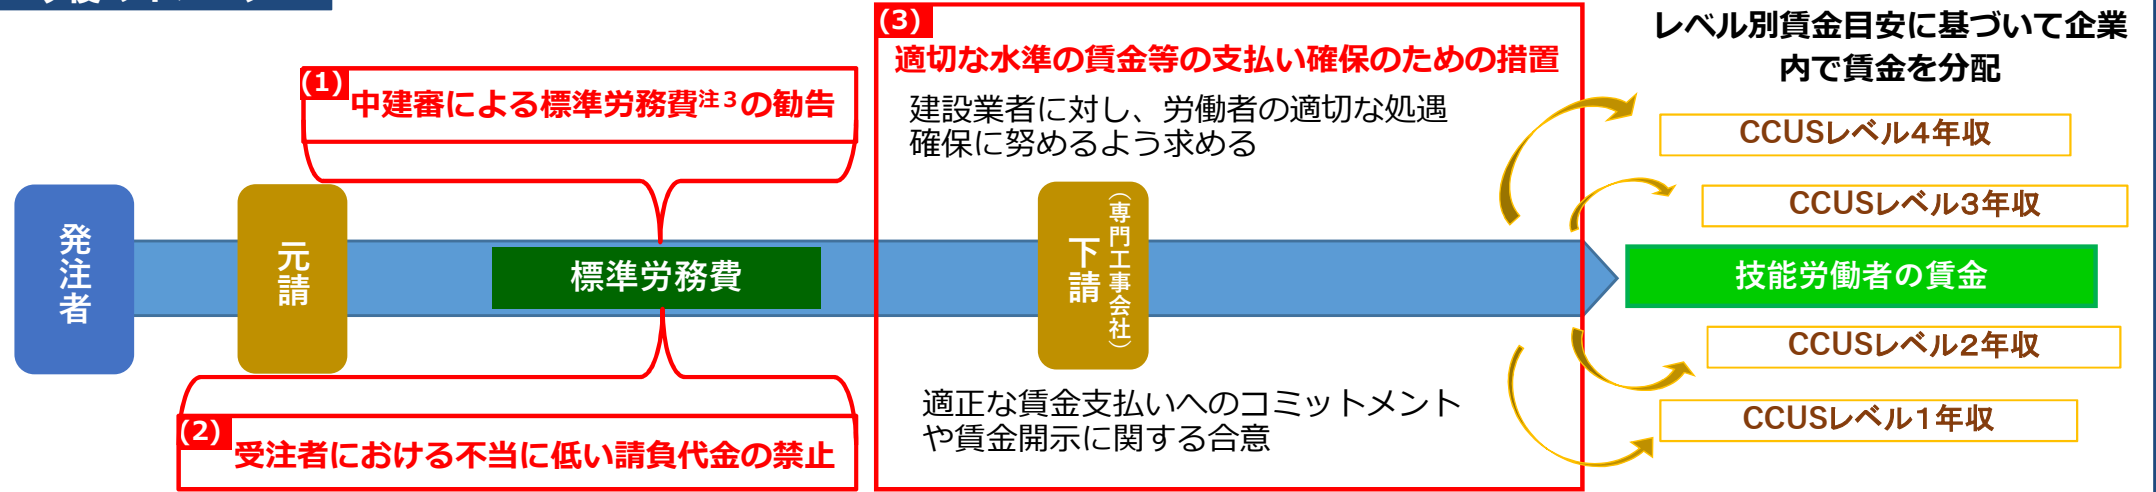 (1)
中建審による標準労務費注３の勧告
(3)
適切な水準の賃金等の支払い確保のための措置
建設業者に対し、労働者の適切な処遇
確保に努めるよう求める
レベル別賃金目安に基づいて企業
内で賃金を分配
CCUSレベル4年収
CCUSレベル3年収
発注者
元請
標準労務費
下請
（専門工事会社）
技能労働者の賃金
CCUSレベル2年収
CCUSレベル1年収
適正な賃金支払いへのコミットメント
や賃金開示に関する合意
(2)
受注者における不当に低い請負代金の禁止